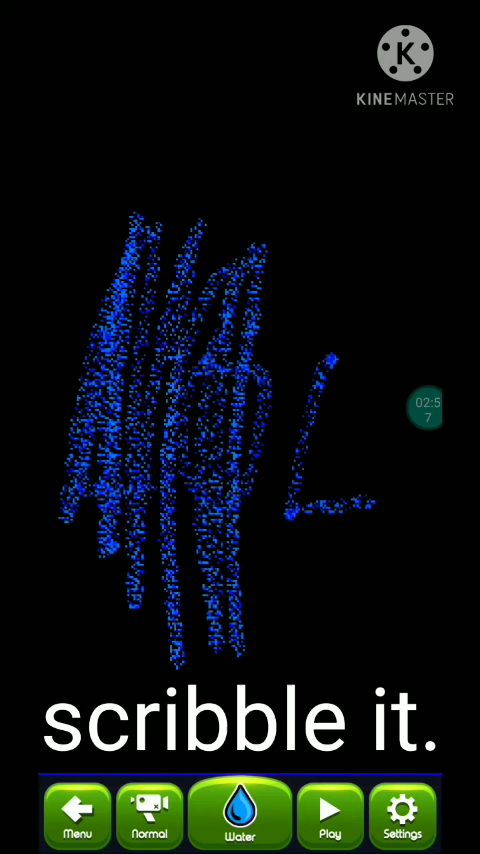 KINEMASTER
L
02:5
7
scribble it.
Menu Normal Water Play Settings